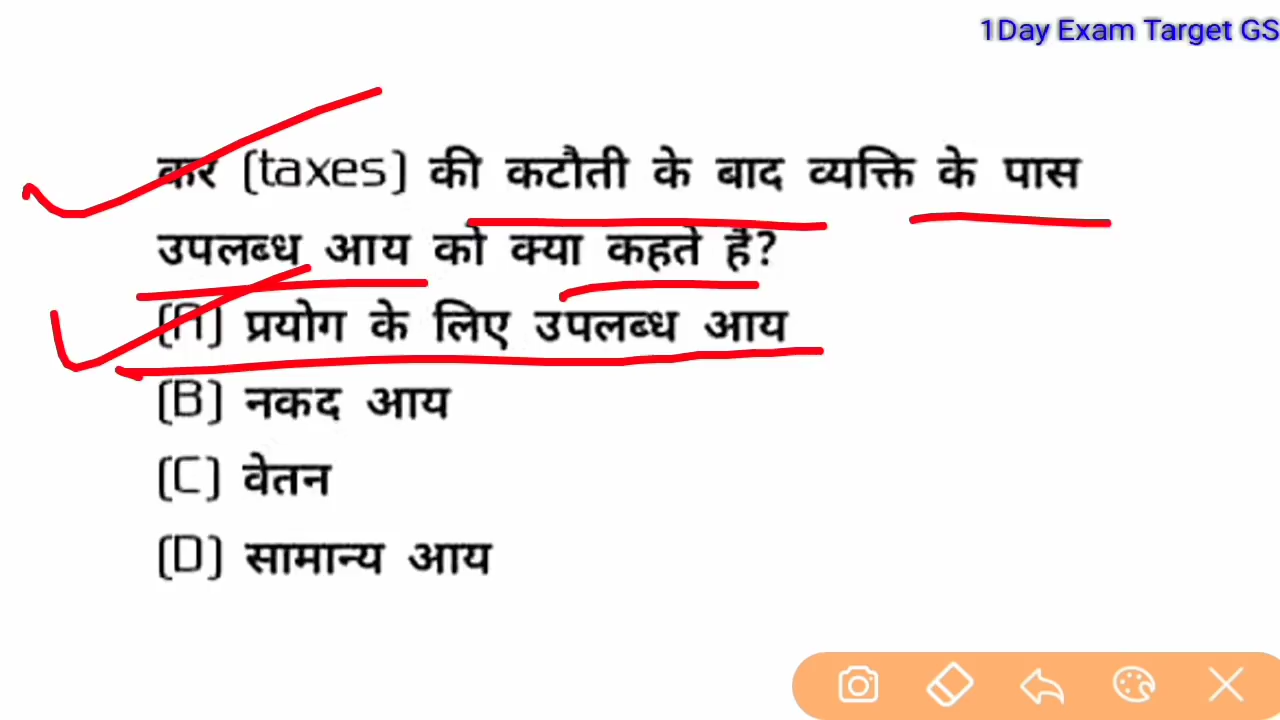 1Day Exam Target GS
कर (taxes) की कटौती के बाद व्यक्ति के पास
उपलब्ध आय को क्या कहते है?
(A) प्रयोग के लिए उपलब्ध आय
(B) नकद आय
(C) वेतन
(D) सामान्य आय